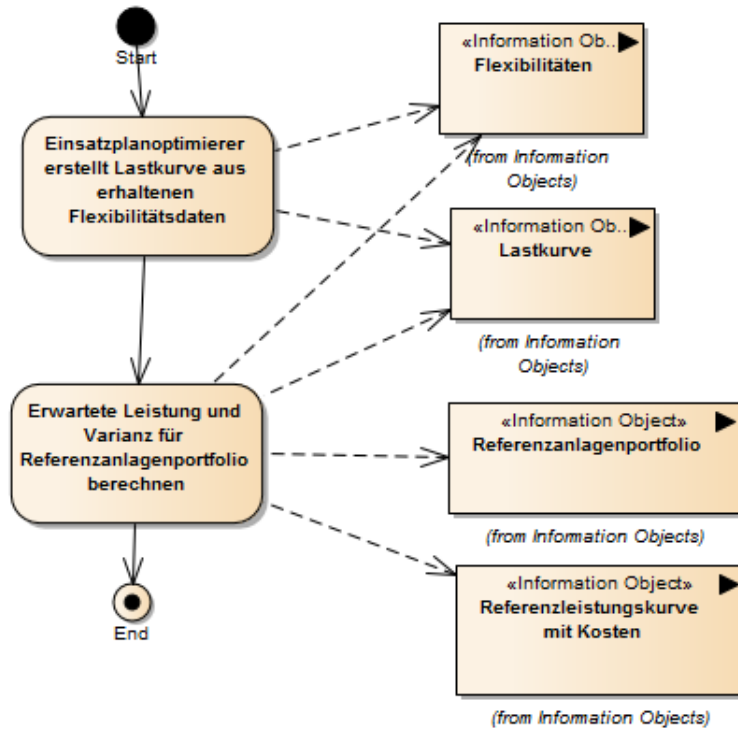 Start
Einsatzplanoptimierer
erstellt Lastkurve aus
erhaltenen
Flexibilitätsdaten
Erwartete Leistung und
Varianz für
Referenzanlagenportfolio
berechnen
End
«Information Ob..
Flexibilitäten
(from Information
Objects)
«Information Ob..
Lastkurve
(from Information
Objects)
«Information Object»
Referenzanlagenportfolio
(from Information Objects)
«Information Object»
Referenzleistungskurve
mit Kosten
(from Information Objects)